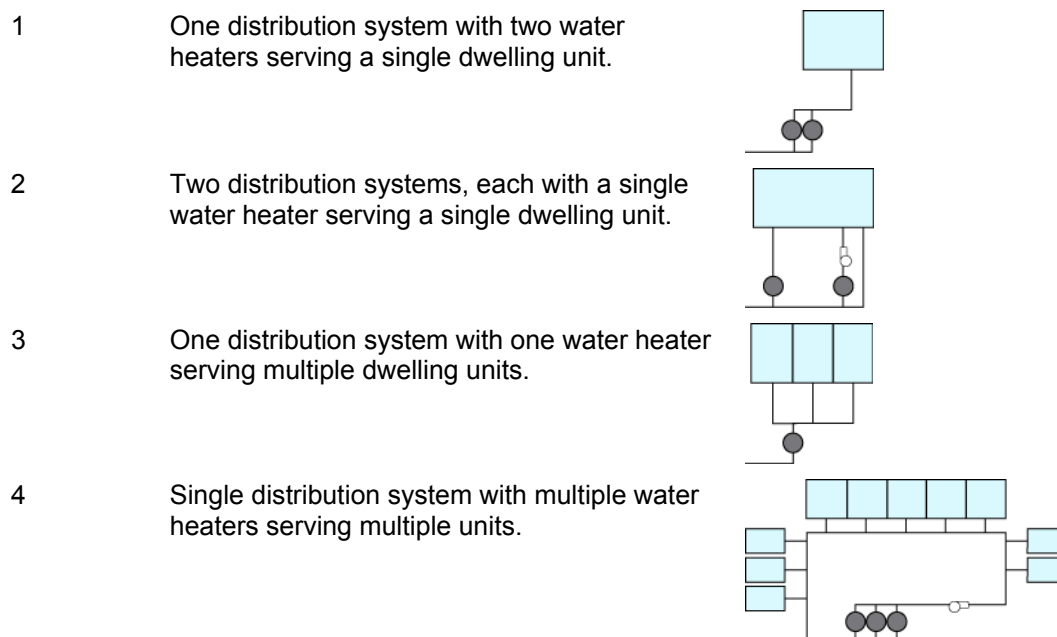 1 One distribution system with two water
heaters serving a single dwelling unit.
2 Two distribution systems, each with a single
water heater serving a single dwelling unit.
3 One distribution system with one water heater
serving multiple dwelling units.
4 Single distribution system with multiple water
heaters serving multiple units.